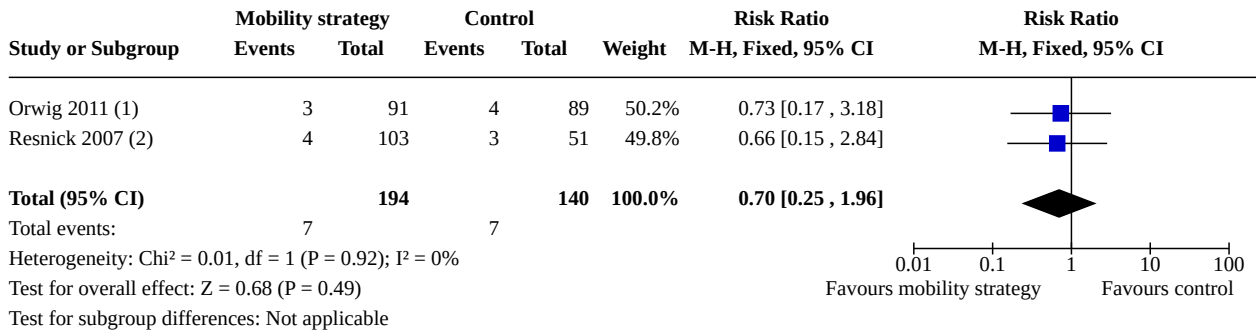 Mobility strategy Control Risk Ratio Risk Ratio
Study or Subgroup Events Total Events Total Weight M-H, Fixed, 95% CI M-H, Fixed, 95% CI
Orwig 2011 (1) 3 91 4 89 50.2% 0.73 [0.17 , 3.18]
Resnick 2007 (2) 4 103 3 51 49.8% 0.66 [0.15 , 2.84]
Total (95% CI) 194 140 100.0% 0.70 [0.25 , 1.96]
Total events: 7 7
Heterogeneity: Chi² = 0.01, df = 1 (P = 0.92); I² = 0%
0.01 0.1 1 10 100
Test for overall effect: Z = 0.68 (P = 0.49)
Favours mobility strategy Favours control
Test for subgroup differences: Not applicable